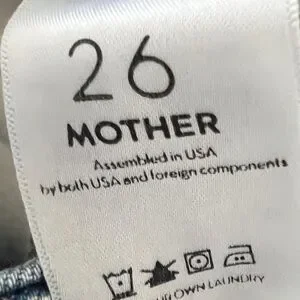 26
MOTHER
Assembled in USA
by both USA and foreign components
OWN LAUNDRY